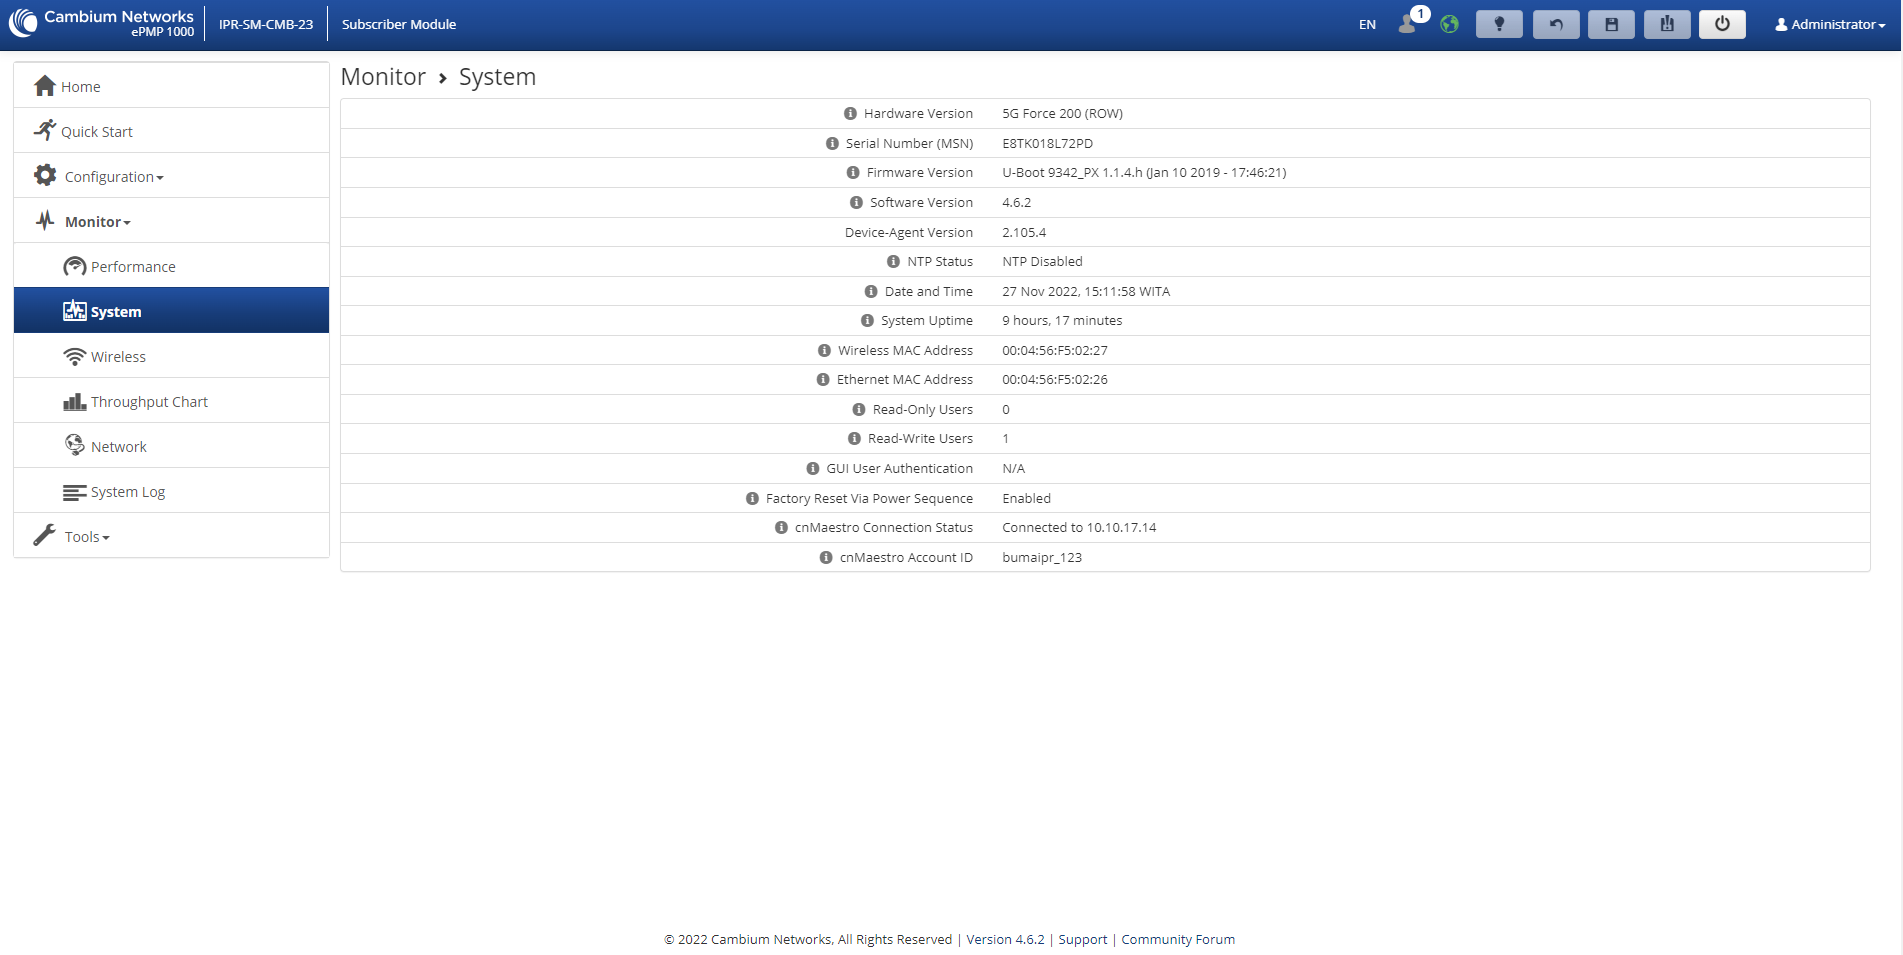 Cambium Networks
ePMP 1000
IPR-SM-CMB-23
Subscriber Module
EN
1
Administrator
Home
Quick Start
Configuration
Monitor
Performance
System
Wireless
Throughput Chart
Network
System Log
Tools
Monitor > System
Hardware Version 5G Force 200 (ROW)
Serial Number (MSN) E8TK018L72PD
Firmware Version U-Boot 9342_PX 1.1.4.h (Jan 10 2019 - 17:46:21)
Software Version 4.6.2
Device-Agent Version 2.105.4
NTP Status NTP Disabled
Date and Time 27 Nov 2022, 15:11:58 WITA
System Uptime 9 hours, 17 minutes
Wireless MAC Address 00:04:56:F5:02:27
Ethernet MAC Address 00:04:56:F5:02:26
Read-Only Users 0
Read-Write Users 1
GUI User Authentication N/A
Factory Reset Via Power Sequence Enabled
cnMaestro Connection Status Connected to 10.10.17.14
cnMaestro Account ID bumaipr_123
© 2022 Cambium Networks, All Rights Reserved | Version 4.6.2 | Support | Community Forum